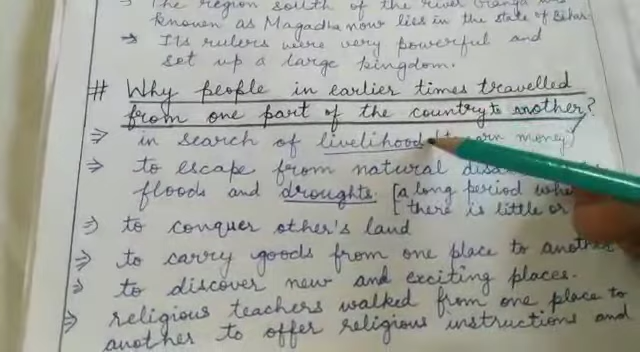 → The region south of the river Ganga was
known as Magadha now lies in the state of Bihar.
→ Its rulers were very powerful and
set up a large kingdom.
# Why people in earlier times travelled
from one part of the country to another?
⇒ in search of livelihood money)
⇒ to escape from natural
floods and droughts. [a long period
there is little or
⇒ to conquer other's land
⇒ to carry goods from one place to another
⇒ to discover new and exciting places.
⇒ religious teachers walked from one place to
another to offer religious instructions and